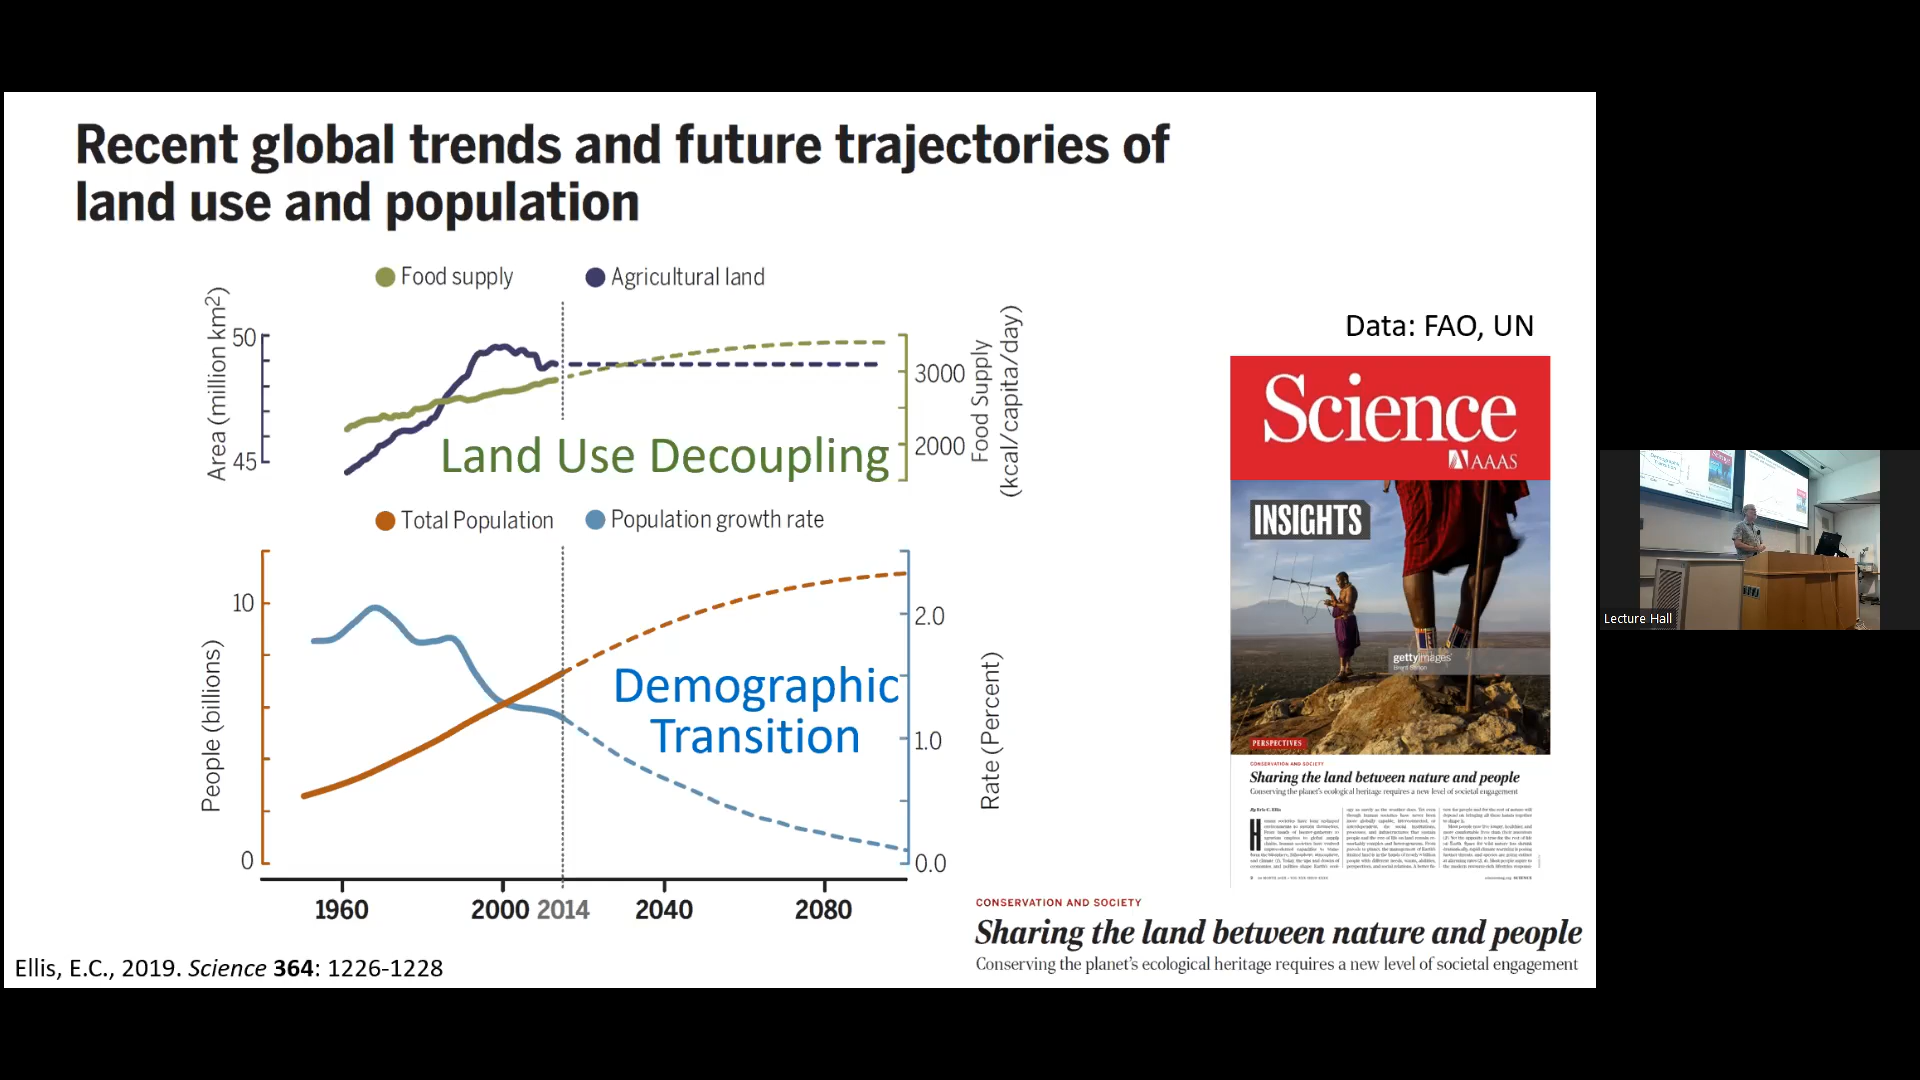 Recent global trends and future trajectories of
land use and population
Food supply
Agricultural land
Area (million km²)
50
45
3000
2000
Food Supply
(kcal/capita/day)
Land Use Decoupling
Total Population
Population growth rate
People (billions)
10
0
2.0
1.0
0.0
Rate (Percent)
Demographic
Transition
1960
2000
2014
2040
2080
Ellis, E.C., 2019. Science 364: 1226-1228
Data: FAO, UN
Science
AAAS
INSIGHTS
gettyimages
PERSPECTIVES
CONSERVATION AND SOCIETY
Sharing the land between nature and people
Conserving the planet's ecological heritage requires a new level of societal engagement
By Erle C. Ellis
CONSERVATION AND SOCIETY
Sharing the land between nature and people
Conserving the planet's ecological heritage requires a new level of societal engagement
Lecture Hall